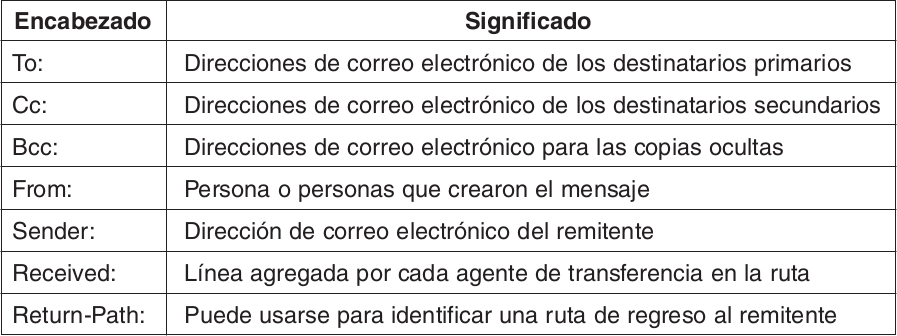 Encabezado Significado
To: Direcciones de correo electrónico de los destinatarios primarios
Cc: Direcciones de correo electrónico de los destinatarios secundarios
Bcc: Direcciones de correo electrónico para las copias ocultas
From: Persona o personas que crearon el mensaje
Sender: Dirección de correo electrónico del remitente
Received: Línea agregada por cada agente de transferencia en la ruta
Return-Path: Puede usarse para identificar una ruta de regreso al remitente